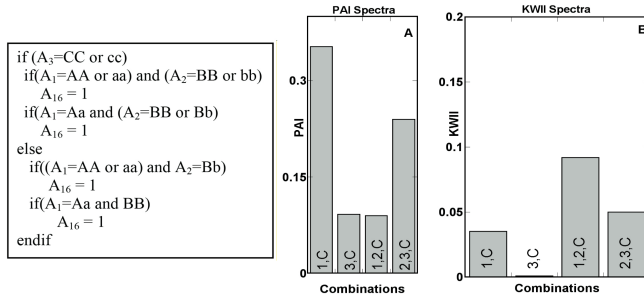 if (A3=CC or cc)
if(A1=AA or aa) and (A2=BB or bb)
A16 = 1
if(A1=Aa and (A2=BB or Bb)
A16 = 1
else
if((A1=AA or aa) and A2=Bb)
A16 = 1
if(A1=Aa and BB)
A16 = 1
endif
PAI Spectra
A
0.3
0.15
0
PAI
1,C
3,C
1,2,C
2,3,C
Combinations
KWII Spectra
B
0.2
0.15
0.1
0.05
0
KWII
1,C
3,C
1,2,C
2,3,C
Combinations